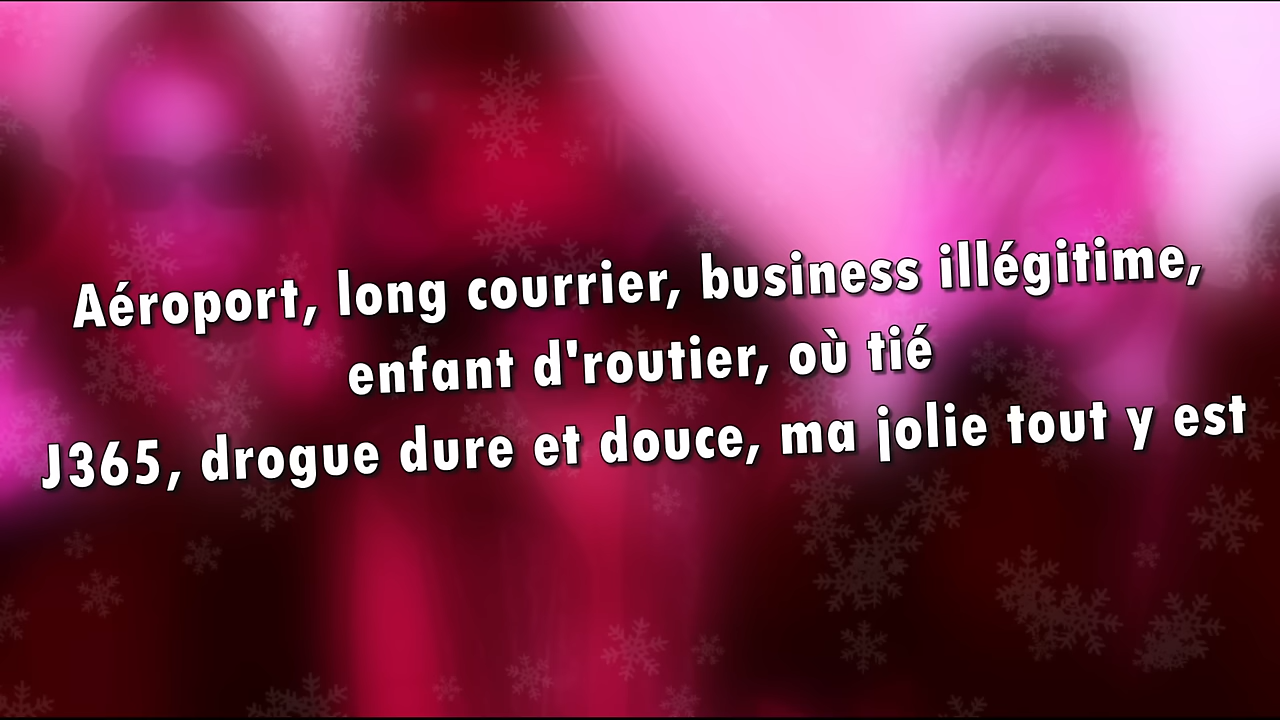 Aéroport, long courrier, business illégitime,
enfant d'routier, où tié
J365, drogue dure et douce, ma jolie tout y est